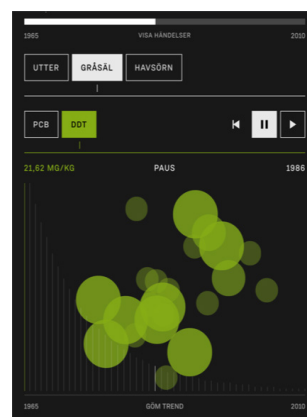 1965 VISA HÄNDELSER 2010
UTTER GRÅSÄL HAVSÖRN
PCB DDT
21,62 MG/KG PAUS 1986
1965 GÖM TREND 2010